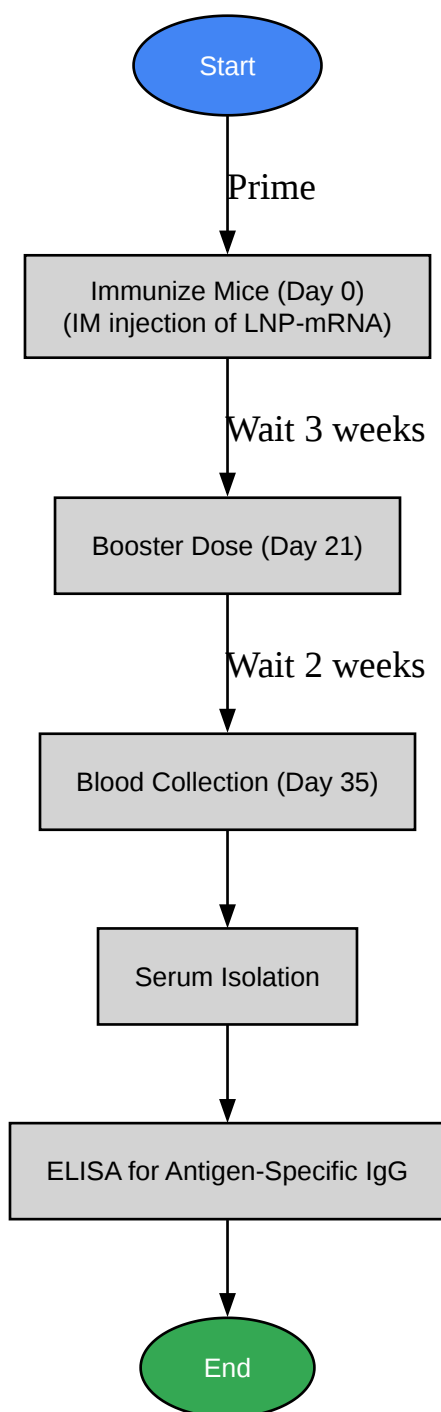 Start
Prime
Immunize Mice (Day 0)
(IM injection of LNP-mRNA)
Wait 3 weeks
Booster Dose (Day 21)
Wait 2 weeks
Blood Collection (Day 35)
Serum Isolation
ELISA for Antigen-Specific IgG
End